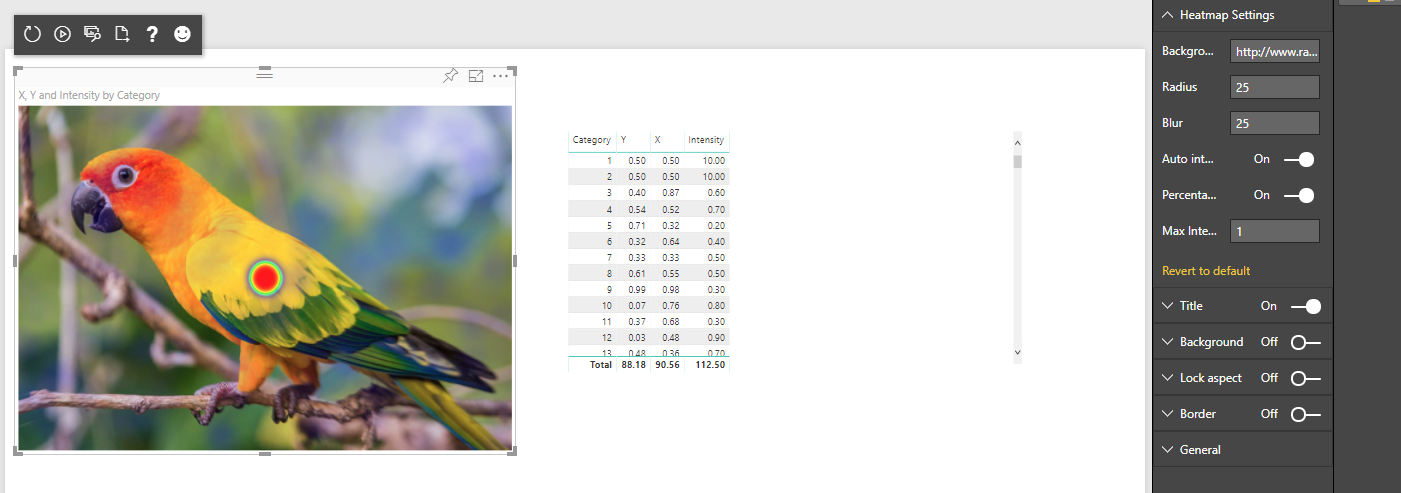 X, Y and Intensity by Category
Category Y X Intensity
1 0.50 0.50 10.00
2 0.50 0.50 10.00
3 0.40 0.87 0.60
4 0.54 0.52 0.70
5 0.71 0.32 0.20
6 0.32 0.64 0.40
7 0.33 0.33 0.50
8 0.61 0.55 0.50
9 0.99 0.98 0.30
10 0.07 0.76 0.80
11 0.37 0.68 0.30
12 0.03 0.48 0.90
13 0.48 0.36 0.70
Total 88.18 90.56 112.50
Heatmap Settings
Backgro... http://www.ra...
Radius 25
Blur 25
Auto int... On
Percenta... On
Max Inte... 1
Revert to default
Title On
Background Off
Lock aspect Off
Border Off
General